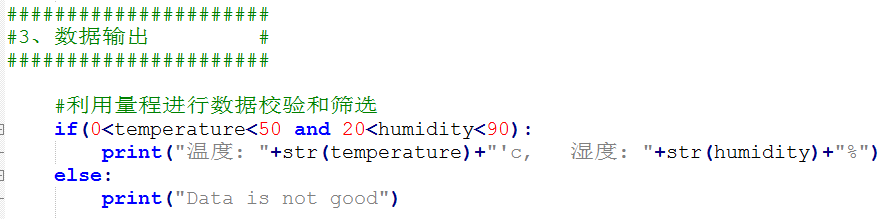 ######################
#3、数据输出         #
######################
#利用量程进行数据校验和筛选
if(0<temperature<50 and 20<humidity<90):
print("温度: "+str(temperature)+"'c,   湿度: "+str(humidity)+"%")
else:
print("Data is not good")